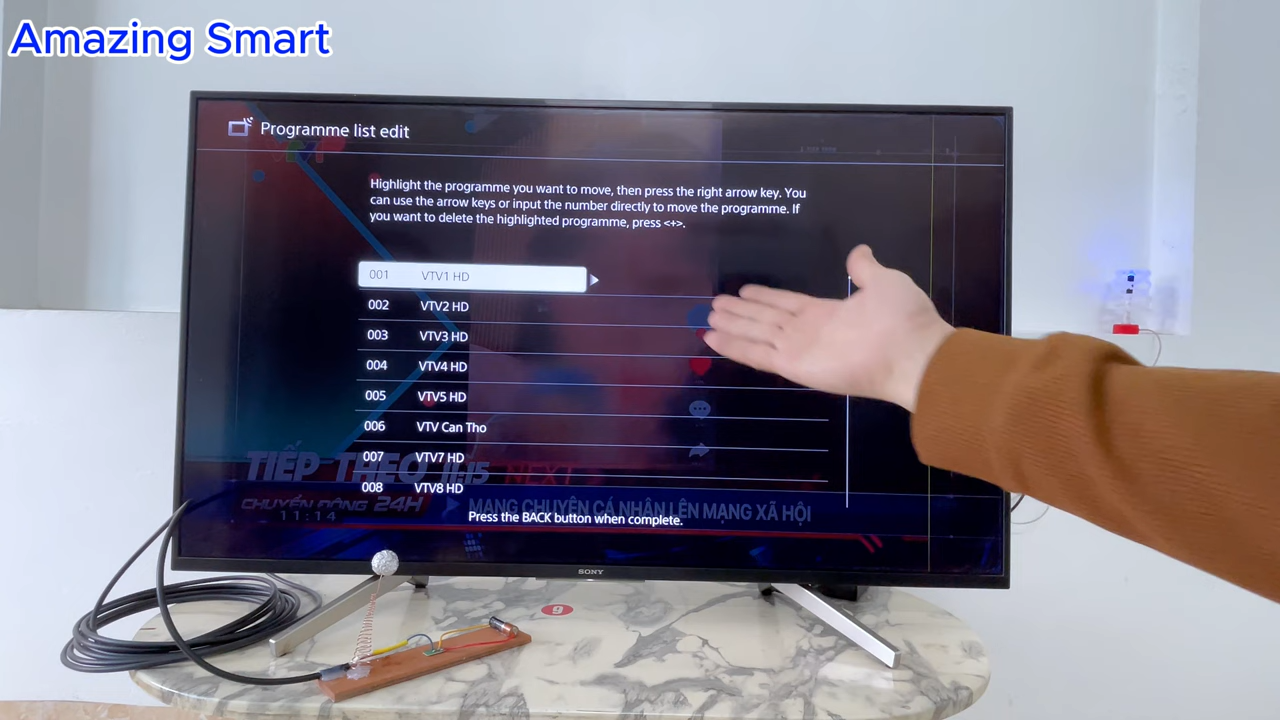 Amazing Smart
Programme list edit
Highlight the programme you want to move, then press the right arrow key. You
can use the arrow keys or input the number directly to move the programme. If
you want to delete the highlighted programme, press <+>.
001 VTV1 HD
002 VTV2 HD
003 VTV3 HD
004 VTV4 HD
005 VTV5 HD
006 VTV Can Tho
007 VTV7 HD
TIẾP THEO 11:15 NEXT
008 VTV8 HD
CHUYỂN ĐỘNG 24H
MANG CHUYỆN CÁ NHÂN LÊN MẠNG XÃ HỘI
11:14
Press the BACK button when complete.
SONY
9